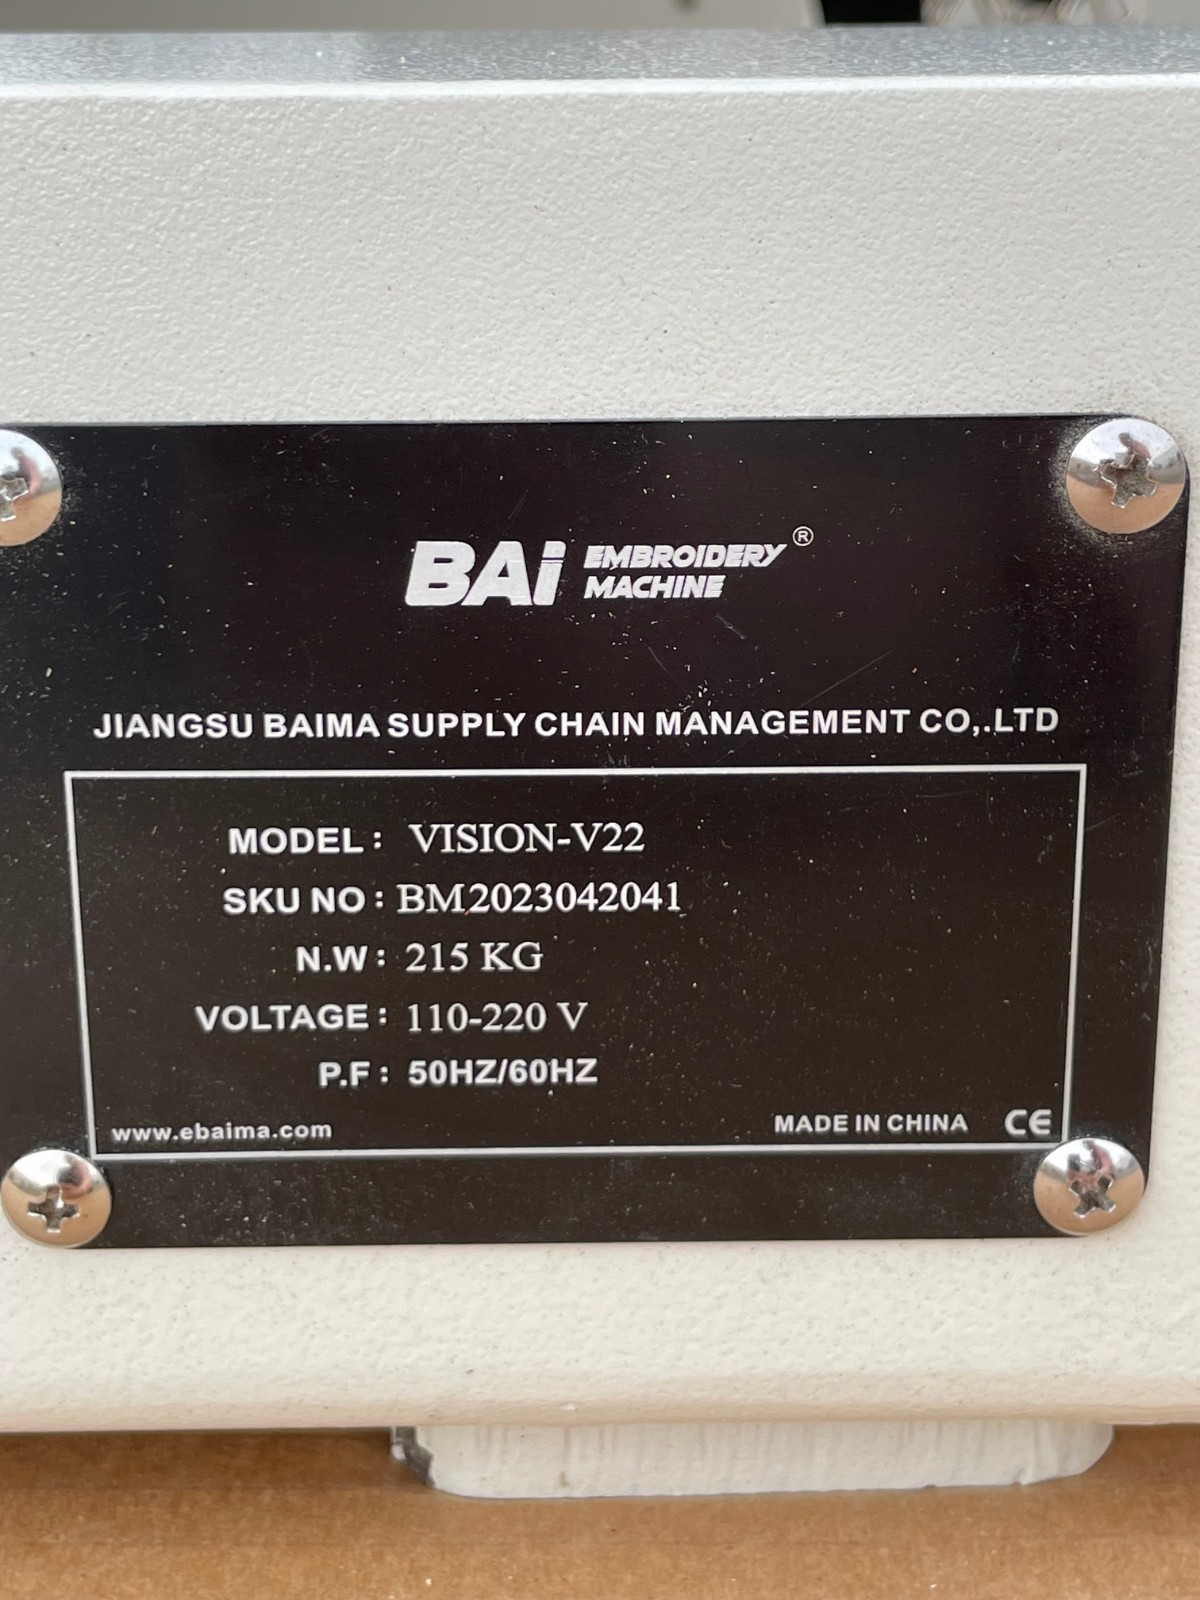 BAi EMBROIDERY MACHINE®
JIANGSU BAIMA SUPPLY CHAIN MANAGEMENT CO,.LTD
MODEL: VISION-V22
SKU NO: BM2023042041
N.W: 215 KG
VOLTAGE: 110-220 V
P.F: 50HZ/60HZ
www.ebaima.com MADE IN CHINA CE